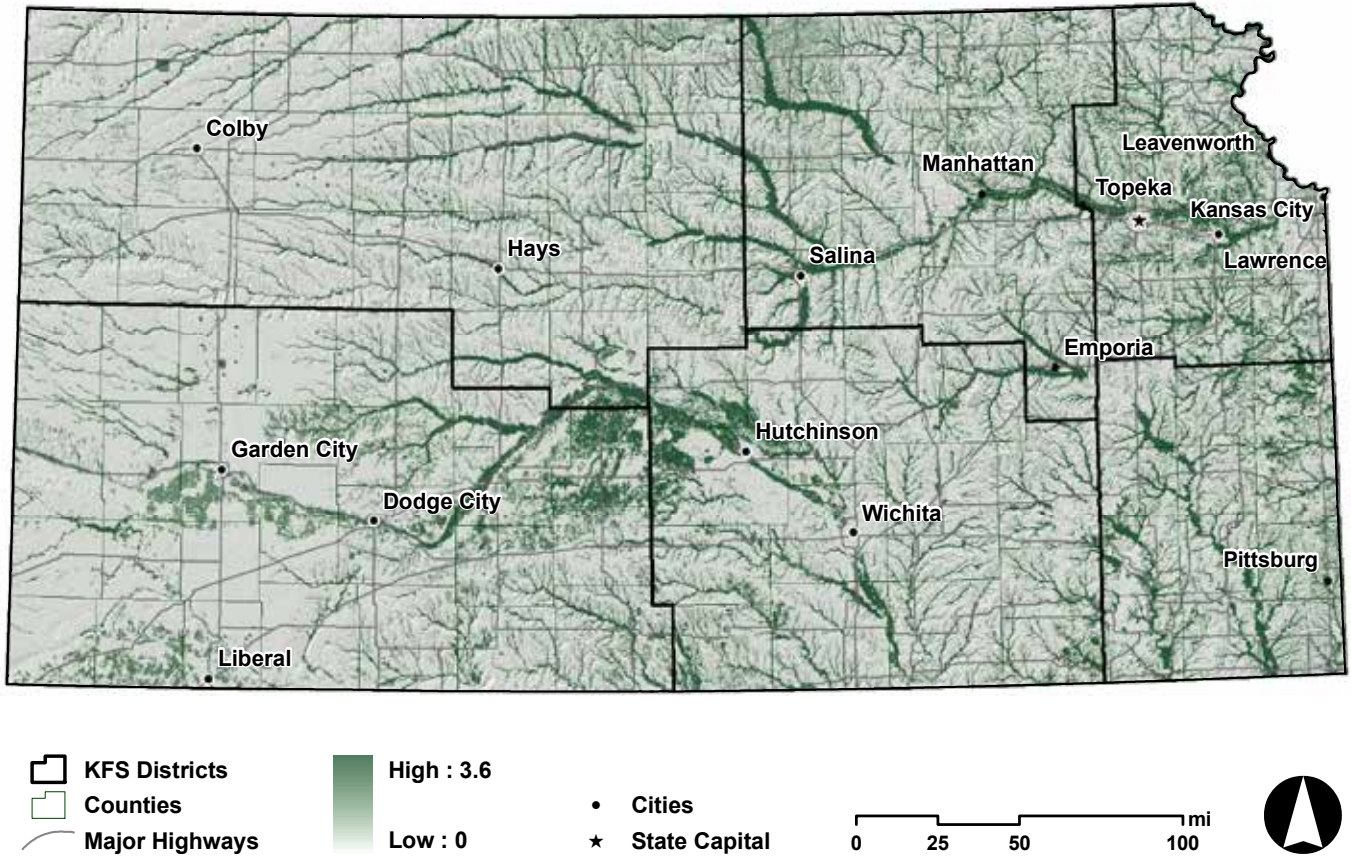 Colby
Leavenworth
Manhattan
Topeka
Kansas City
Hays
Salina
Lawrence
Emporia
Hutchinson
Garden City
Dodge City
Wichita
Pittsburg
Liberal
KFS Districts
Counties
Major Highways
High : 3.6
Low : 0
Cities
State Capital
mi
0 25 50 100